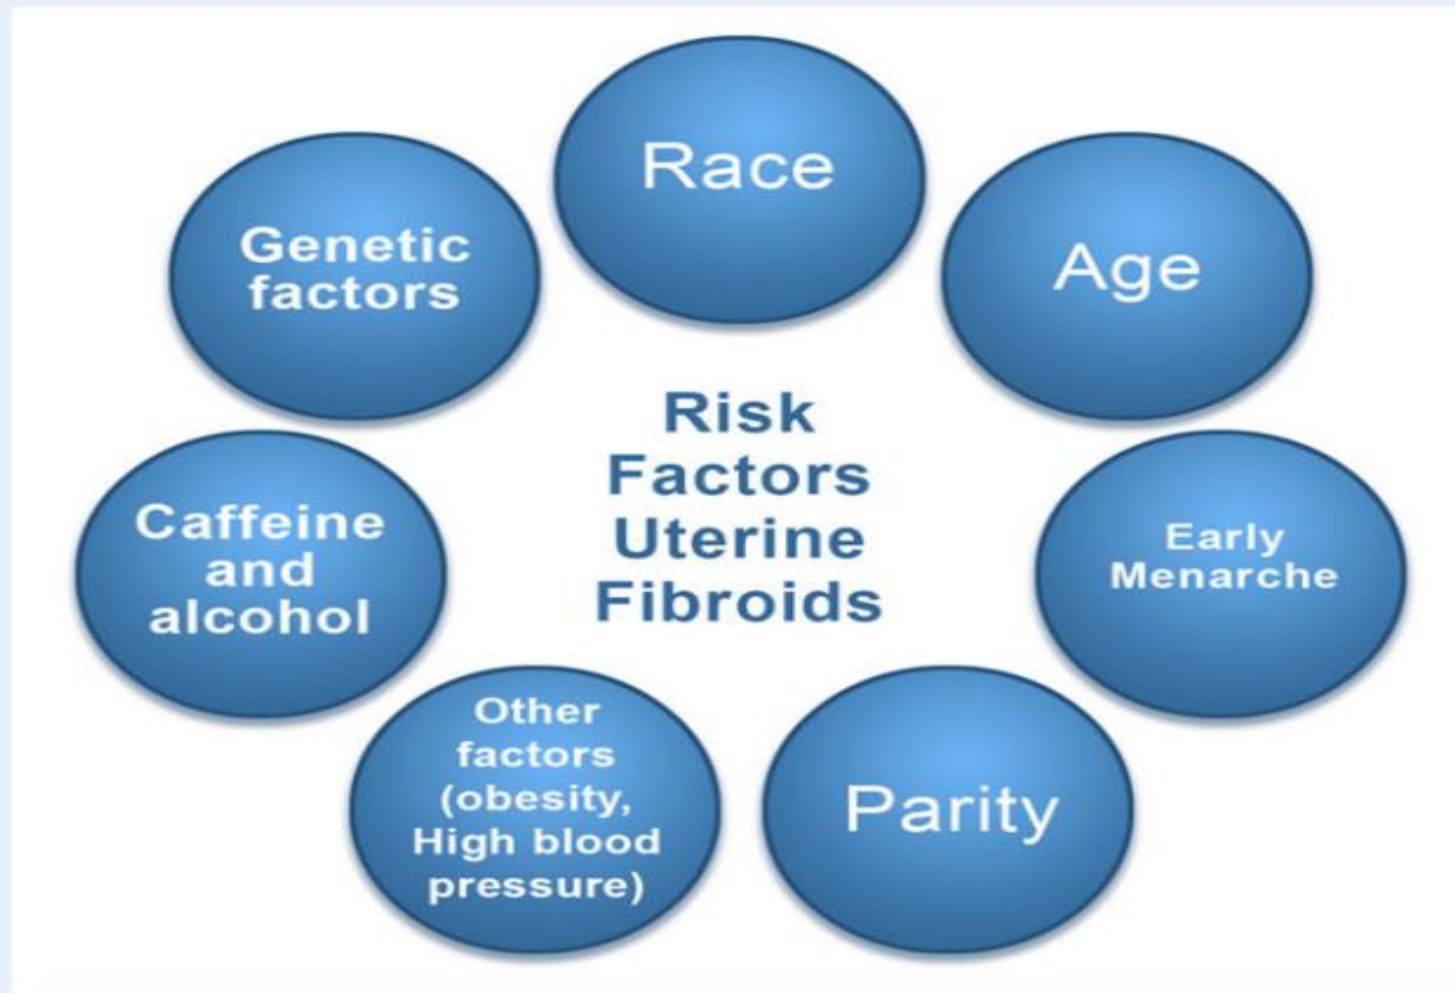 Race
Age
Early
Menarche
Parity
Other
factors
(obesity,
High blood
pressure)
Caffeine
and
alcohol
Genetic
factors
Risk
Factors
Uterine
Fibroids